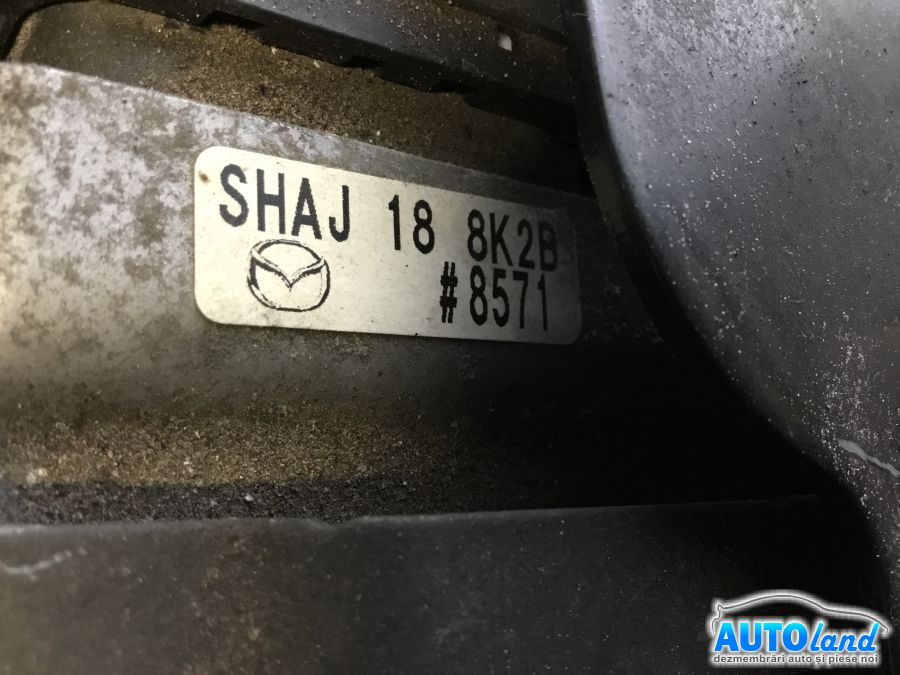 SHAJ 18 8K2B
#8571
AUTOland
dezmembrări auto și piese noi